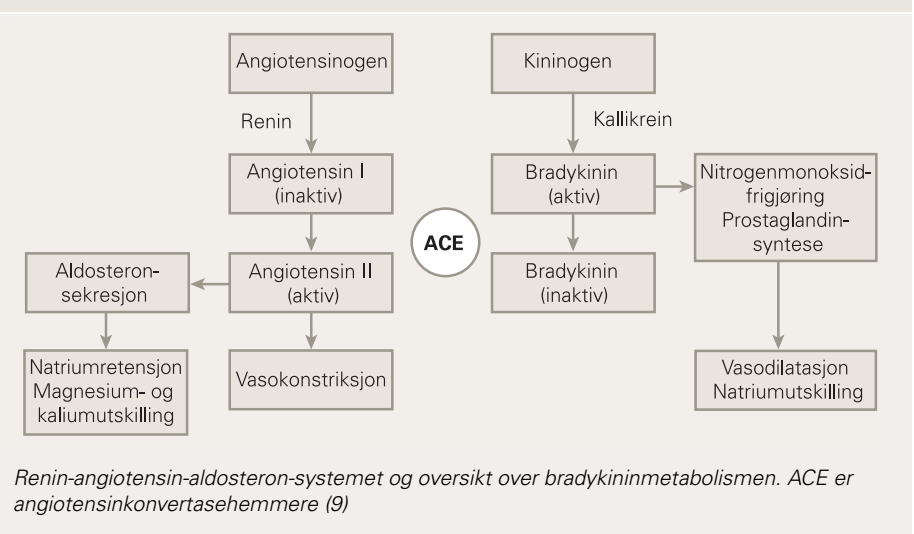 Angiotensinogen
Renin
Angiotensin I
(inaktiv)
Angiotensin II
(aktiv)
Aldosteron-
sekresjon
Natriumretensjon
Magnesium- og
kaliumutskilling
Vasokonstriksjon
ACE
Kininogen
Kallikrein
Bradykinin
(aktiv)
Bradykinin
(inaktiv)
Nitrogenmonoksid-
frigjøring
Prostaglandin-
syntese
Vasodilatasjon
Natriumutskilling
Renin-angiotensin-aldosteron-systemet og oversikt over bradykininmetabolismen. ACE er
angiotensinkonvertasehemmere (9)